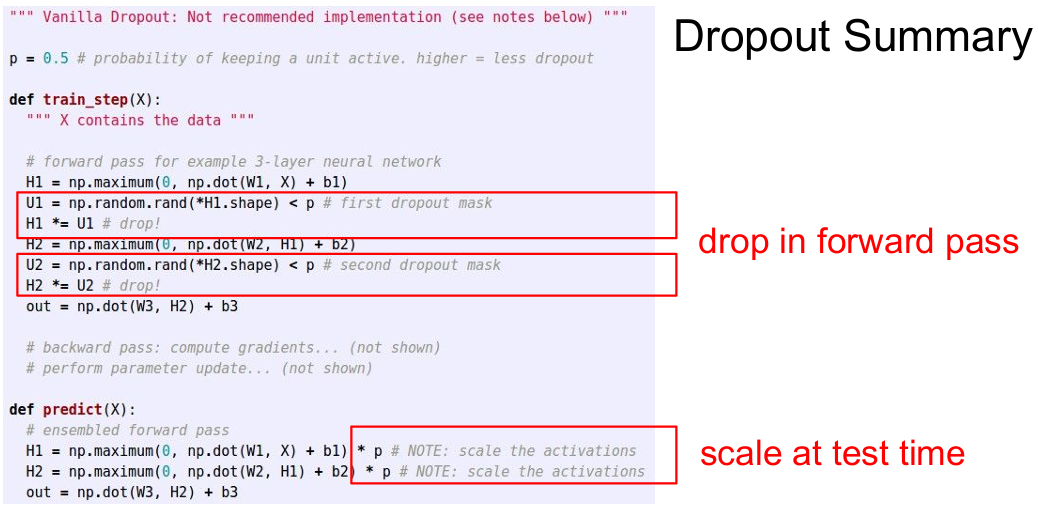 """ Vanilla Dropout: Not recommended implementation (see notes below) """
Dropout Summary
p = 0.5 # probability of keeping a unit active. higher = less dropout
def train_step(X):
""" X contains the data """
# forward pass for example 3-layer neural network
H1 = np.maximum(0, np.dot(W1, X) + b1)
U1 = np.random.rand(*H1.shape) < p # first dropout mask
H1 *= U1 # drop!
H2 = np.maximum(0, np.dot(W2, H1) + b2)
U2 = np.random.rand(*H2.shape) < p # second dropout mask
H2 *= U2 # drop!
out = np.dot(W3, H2) + b3
drop in forward pass
# backward pass: compute gradients... (not shown)
# perform parameter update... (not shown)
def predict(X):
# ensembled forward pass
H1 = np.maximum(0, np.dot(W1, X) + b1) * p # NOTE: scale the activations
H2 = np.maximum(0, np.dot(W2, H1) + b2) * p # NOTE: scale the activations
out = np.dot(W3, H2) + b3
scale at test time